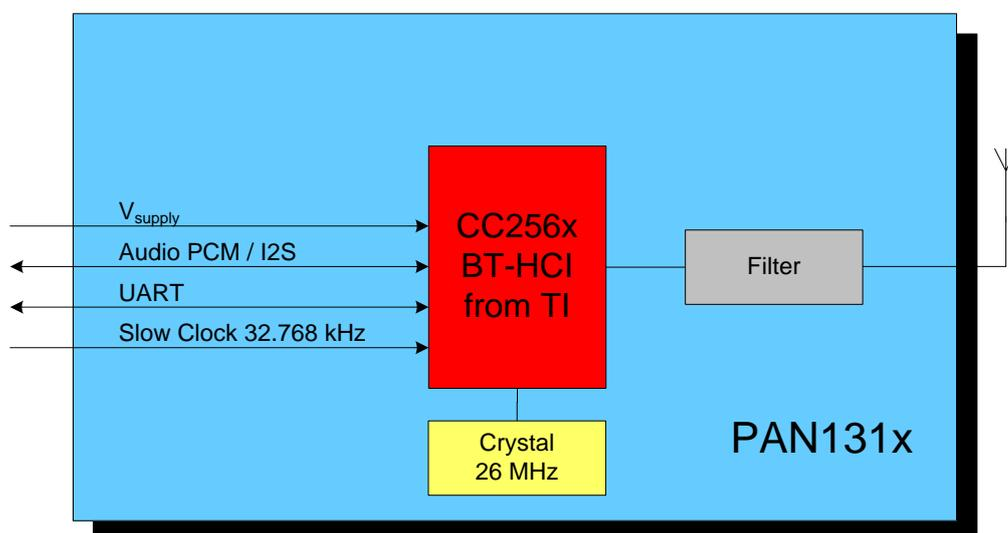 V supply
Audio PCM / I2S
UART
Slow Clock 32.768 kHz
CC256x
BT-HCI
from TI
Filter
Crystal
26 MHz
PAN131x